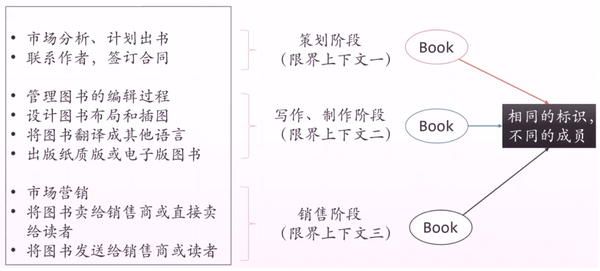 • 市场分析、计划出书
• 联系作者，签订合同
策划阶段
（限界上下文一）
Book
• 管理图书的编辑过程
• 设计图书布局和插图
• 将图书翻译成其他语言
• 出版纸质版或电子版图书
写作、制作阶段
（限界上下文二）
Book
相同的标识，
不同的成员
• 市场营销
• 将图书卖给销售商或直接卖
给读者
• 将图书发送给销售商或读者
销售阶段
（限界上下文三）
Book